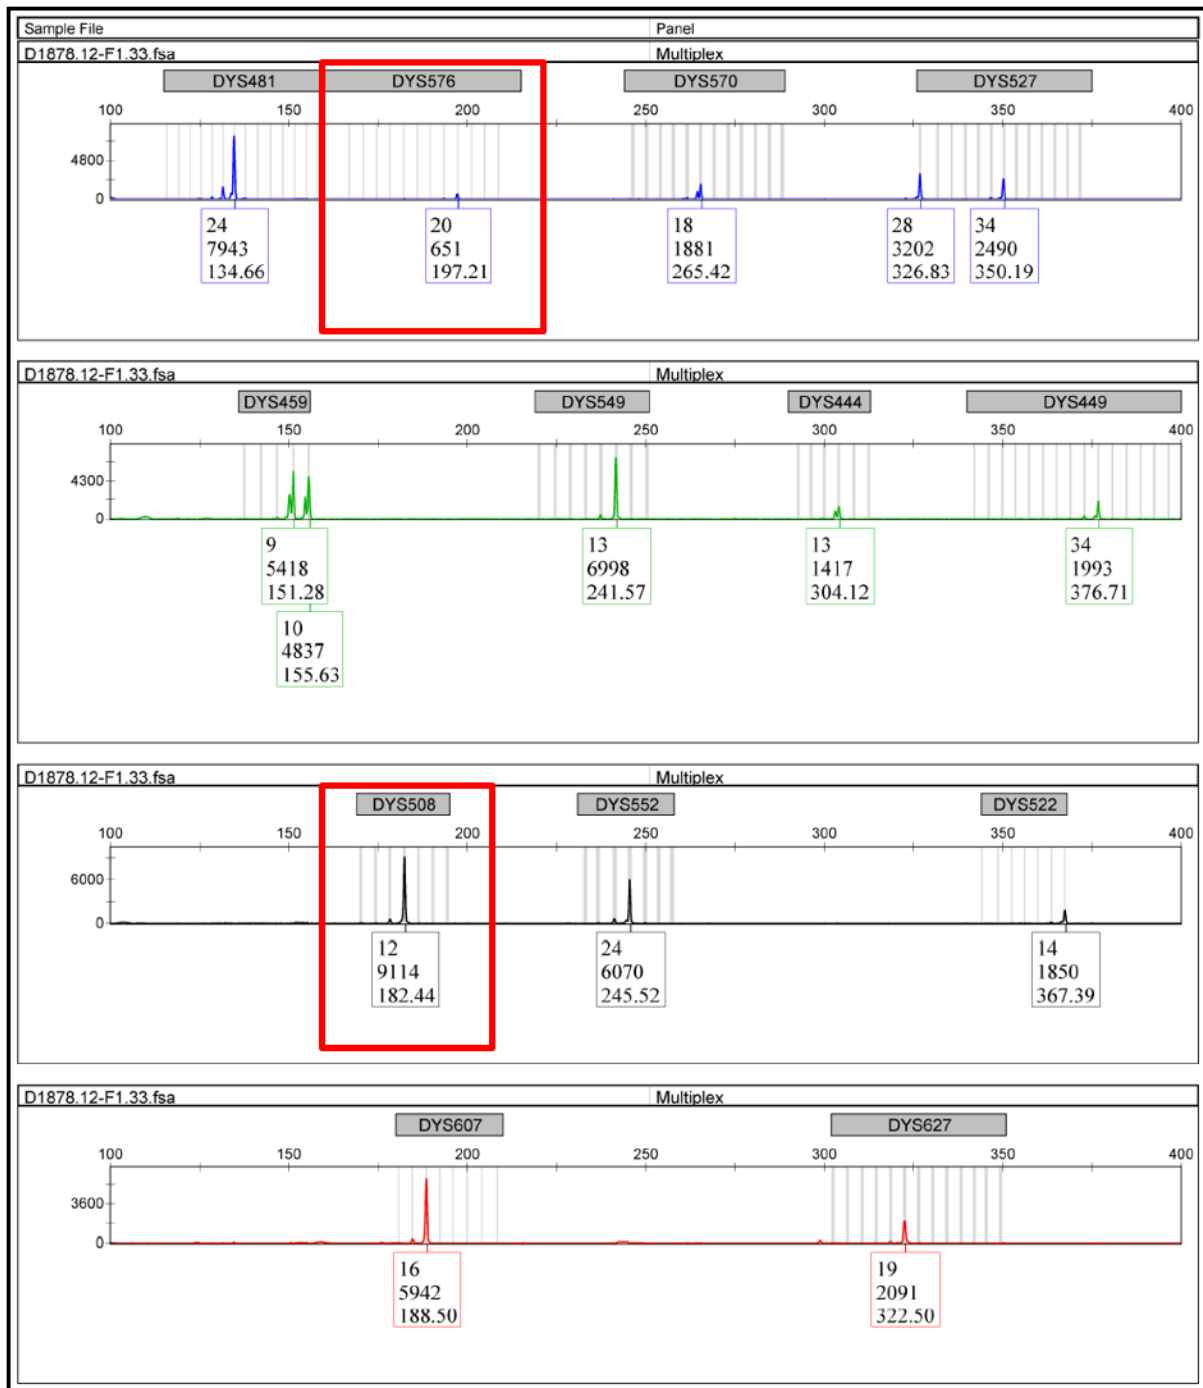 Sample File Panel
D1878.12-F1.33.fsa Multiplex
DYS481 DYS576 DYS570 DYS527
100 150 200 250 300 350 400
4800
0
24 20 18 28 34
7943 651 1881 3202 2490
134.66 197.21 265.42 326.83 350.19
D1878.12-F1.33.fsa Multiplex
DYS459 DYS549 DYS444 DYS449
100 150 200 250 300 350 400
4300
0
9 13 13 34
5418 6998 1417 1993
151.28 241.57 304.12 376.71
10
4837
155.63
D1878.12-F1.33.fsa Multiplex
DYS508 DYS552 DYS522
100 150 200 250 300 350 400
6000
0
12 24 14
9114 6070 1850
182.44 245.52 367.39
D1878.12-F1.33.fsa Multiplex
DYS607 DYS627
100 150 200 250 300 350 400
3600
0
16 19
5942 2091
188.50 322.50